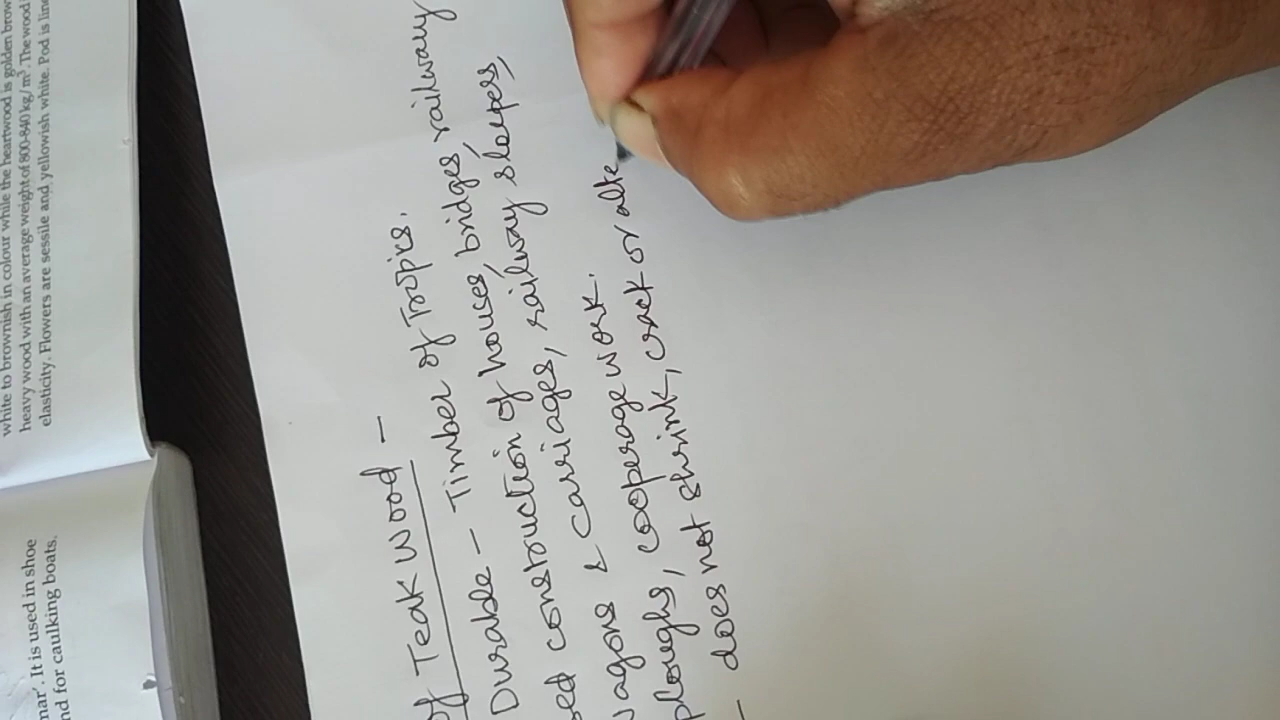 white to brownish in colour while the heartwood is golden brow
heavy wood with an average weight of 800-840 kg/m³. The wood
elasticity. Flowers are sessile and yellowish white. Pod is line
nar'. It is used in shoe
nd for caulking boats.
of Teak Wood -
Durable - Timber of Tropics.
sed construction of houses, bridges, railway
wagons & carriages, railway sleepers,
ploughs, cooperage work.
- does not shrink, crack or alte